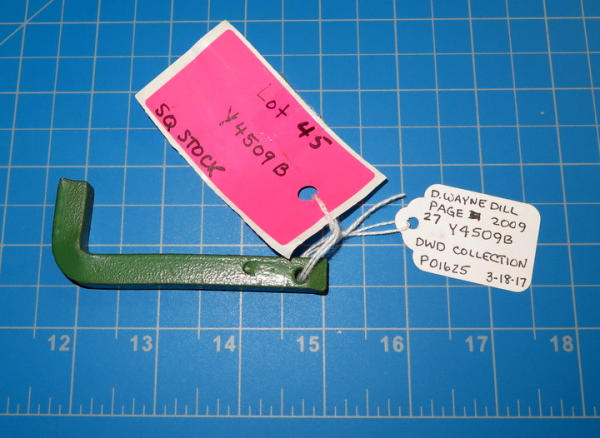 Lot 45
Y4509B
SQ STOCK
D. WAYNE DILL
PAGE 2009
27 Y4509B
DWD COLLECTION
PO1625 3-18-17
12 13 14 15 16 17 18